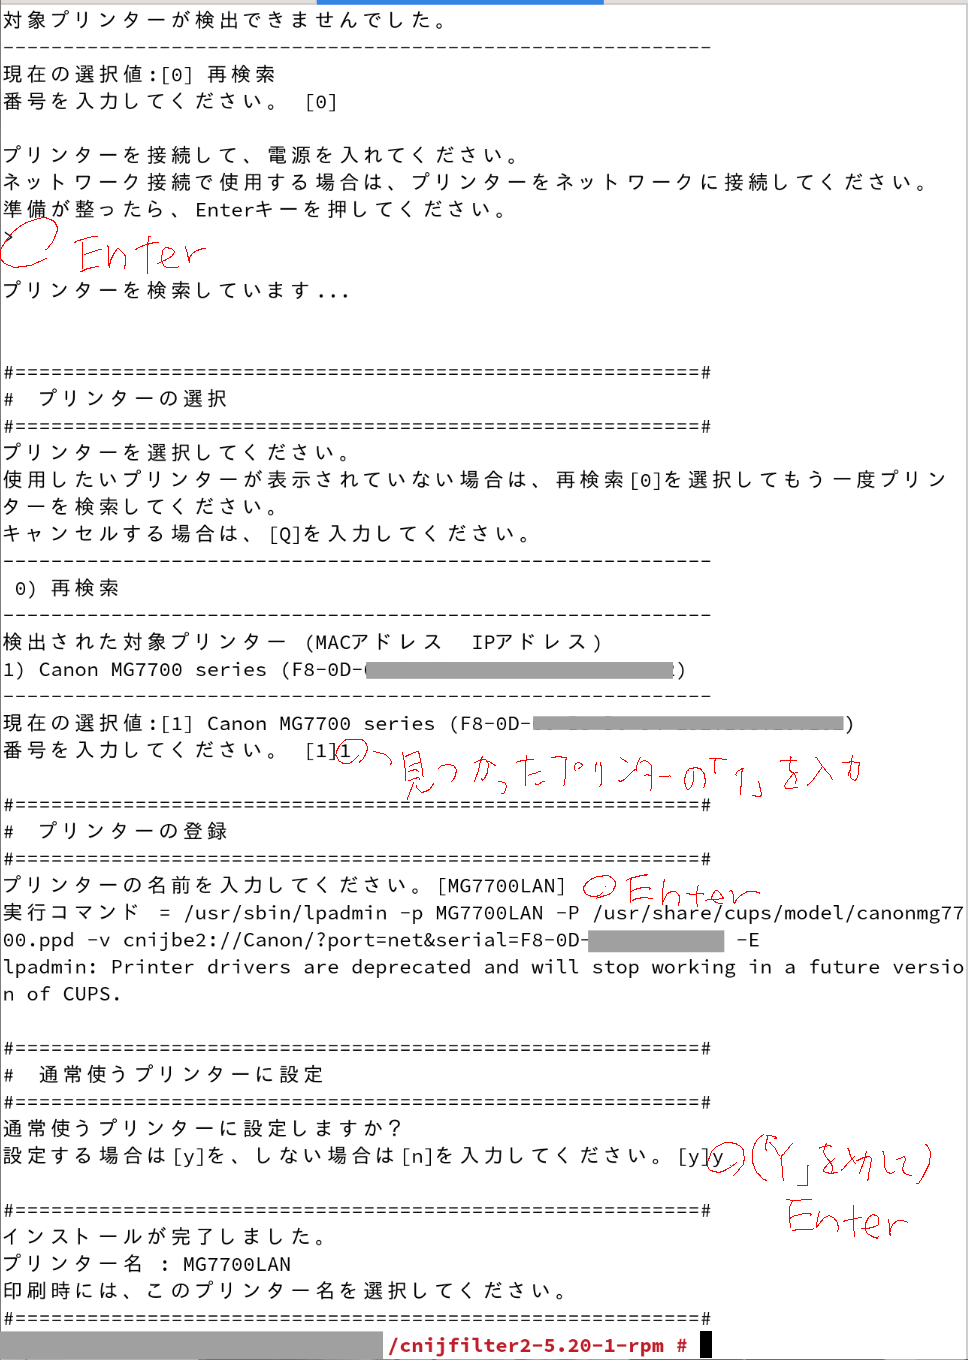 対象プリンターが検出できませんでした。
-----------------------------------------------------------
現在の選択値:[0] 再検索
番号を入力してください。 [0]
プリンターを接続して、電源を入れてください。
ネットワーク接続で使用する場合は、プリンターをネットワークに接続してください。
準備が整ったら、Enterキーを押してください。
>
Enter
プリンターを検索しています...
#=========================================================#
#  プリンターの選択
#=========================================================#
プリンターを選択してください。
使用したいプリンターが表示されていない場合は、再検索[0]を選択してもう一度プリン
ターを検索してください。
キャンセルする場合は、[Q]を入力してください。
-----------------------------------------------------------
 0) 再検索
-----------------------------------------------------------
検出された対象プリンター (MACアドレス  IPアドレス)
1) Canon MG7700 series (F8-0D- )
-----------------------------------------------------------
現在の選択値:[1] Canon MG7700 series (F8-0D- )
番号を入力してください。 [1]1
見つかったプリンターの「1」を入力
#=========================================================#
#  プリンターの登録
#=========================================================#
プリンターの名前を入力してください。[MG7700LAN] Enter
実行コマンド = /usr/sbin/lpadmin -p MG7700LAN -P /usr/share/cups/model/canonmg77
00.ppd -v cnijbe2://Canon/?port=net&serial=F8-0D- -E
lpadmin: Printer drivers are deprecated and will stop working in a future versio
n of CUPS.
#=========================================================#
#  通常使うプリンターに設定
#=========================================================#
通常使うプリンターに設定しますか?
設定する場合は[y]を、しない場合は[n]を入力してください。[y]y
Enter
#=========================================================#
インストールが完了しました。
プリンター名 : MG7700LAN
印刷時には、このプリンター名を選択してください。
#=========================================================#
/cnijfilter2-5.20-1-rpm #